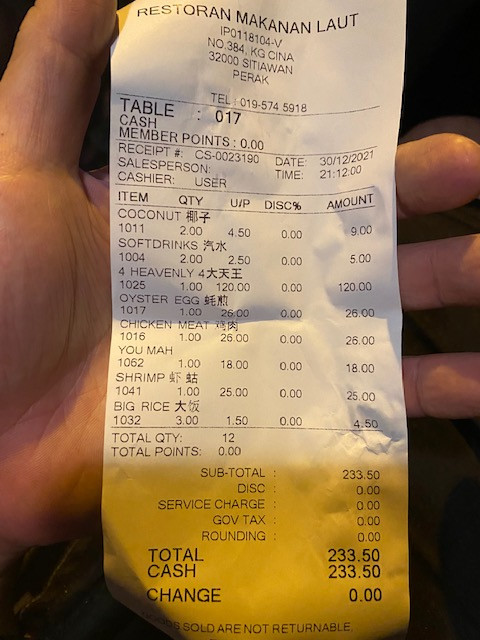 RESTORAN MAKANAN LAUT
IP0118104-V
NO.384, KG CINA
32000 SITIAWAN
PERAK
TEL : 019-574 5918
TABLE : 017
CASH
MEMBER POINTS : 0.00
RECEIPT #: CS-0023190 DATE: 30/12/2021
SALESPERSON: TIME: 21:12:00
CASHIER: USER
ITEM QTY U/P DISC% AMOUNT
COCONUT 椰子
1011 2.00 4.50 0.00 9.00
SOFTDRINKS 汽水
1004 2.00 2.50 0.00 5.00
4 HEAVENLY 4大天王
1025 1.00 120.00 0.00 120.00
OYSTER EGG 蚝煎
1017 1.00 26.00 0.00 26.00
CHICKEN MEAT 鸡肉
1016 1.00 26.00 0.00 26.00
YOU MAH
1062 1.00 18.00 0.00 18.00
SHRIMP 虾 蛄
1041 1.00 25.00 0.00 25.00
BIG RICE 大饭
1032 3.00 1.50 0.00 4.50
TOTAL QTY: 12
TOTAL POINTS: 0.00
SUB-TOTAL : 233.50
DISC : 0.00
SERVICE CHARGE : 0.00
GOV TAX : 0.00
ROUNDING : 0.00
TOTAL 233.50
CASH 233.50
CHANGE 0.00
GOODS SOLD ARE NOT RETURNABLE.